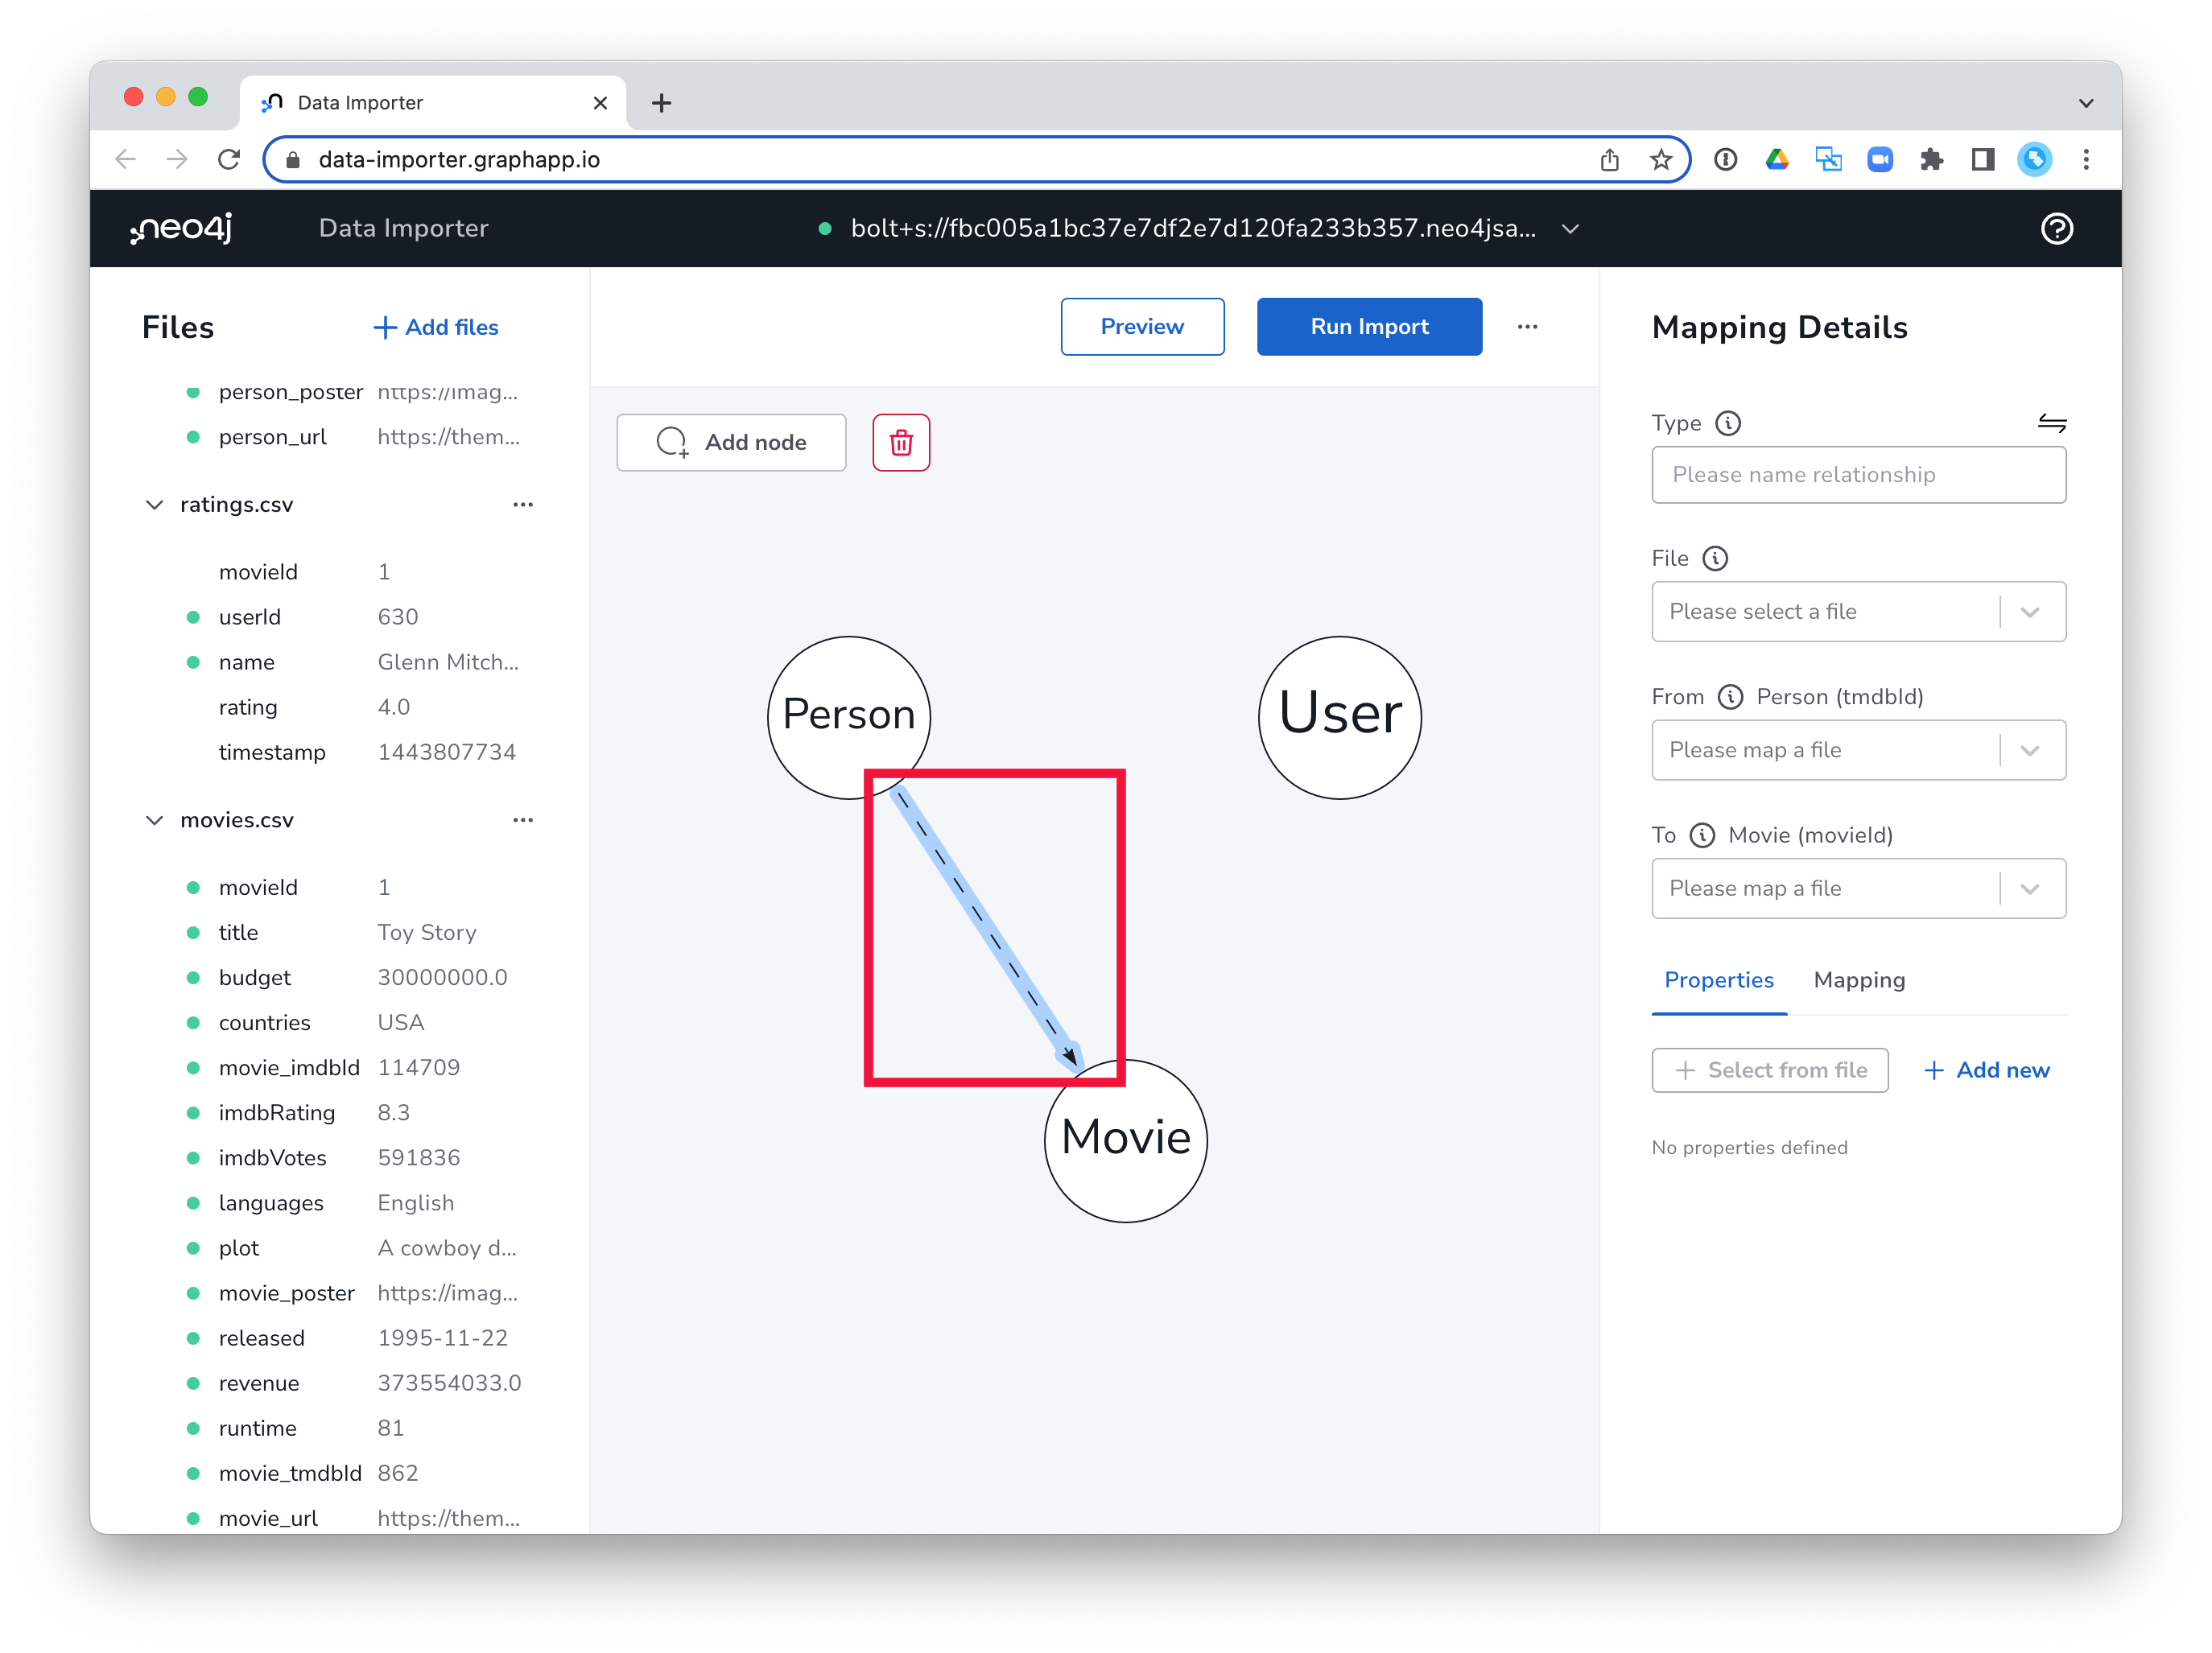 Data Importer
data-importer.graphapp.io
neo4j
Data Importer
bolt+s://fbc005a1bc37e7df2e7d120fa233b357.neo4jsa...
Files
Add files
person_poster https://imag...
person_url https://them...
ratings.csv
movieId 1
userId 630
name Glenn Mitch...
rating 4.0
timestamp 1443807734
movies.csv
movieId 1
title Toy Story
budget 30000000.0
countries USA
movie_imdbId 114709
imdbRating 8.3
imdbVotes 591836
languages English
plot A cowboy d...
movie_poster https://imag...
released 1995-11-22
revenue 373554033.0
runtime 81
movie_tmdbId 862
movie_url https://them...
Preview
Run Import
Add node
Person
User
Movie
Mapping Details
Type
Please name relationship
File
Please select a file
From Person (tmdbId)
Please map a file
To Movie (movieId)
Please map a file
Properties Mapping
Select from file
Add new
No properties defined